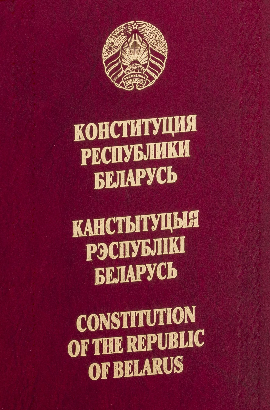 КОНСТИТУЦИЯ
РЕСПУБЛИКИ
БЕЛАРУСЬ
КАНСТЫТУЦЫЯ
РЭСПУБЛІКІ
БЕЛАРУСЬ
CONSTITUTION
OF THE REPUBLIC
OF BELARUS